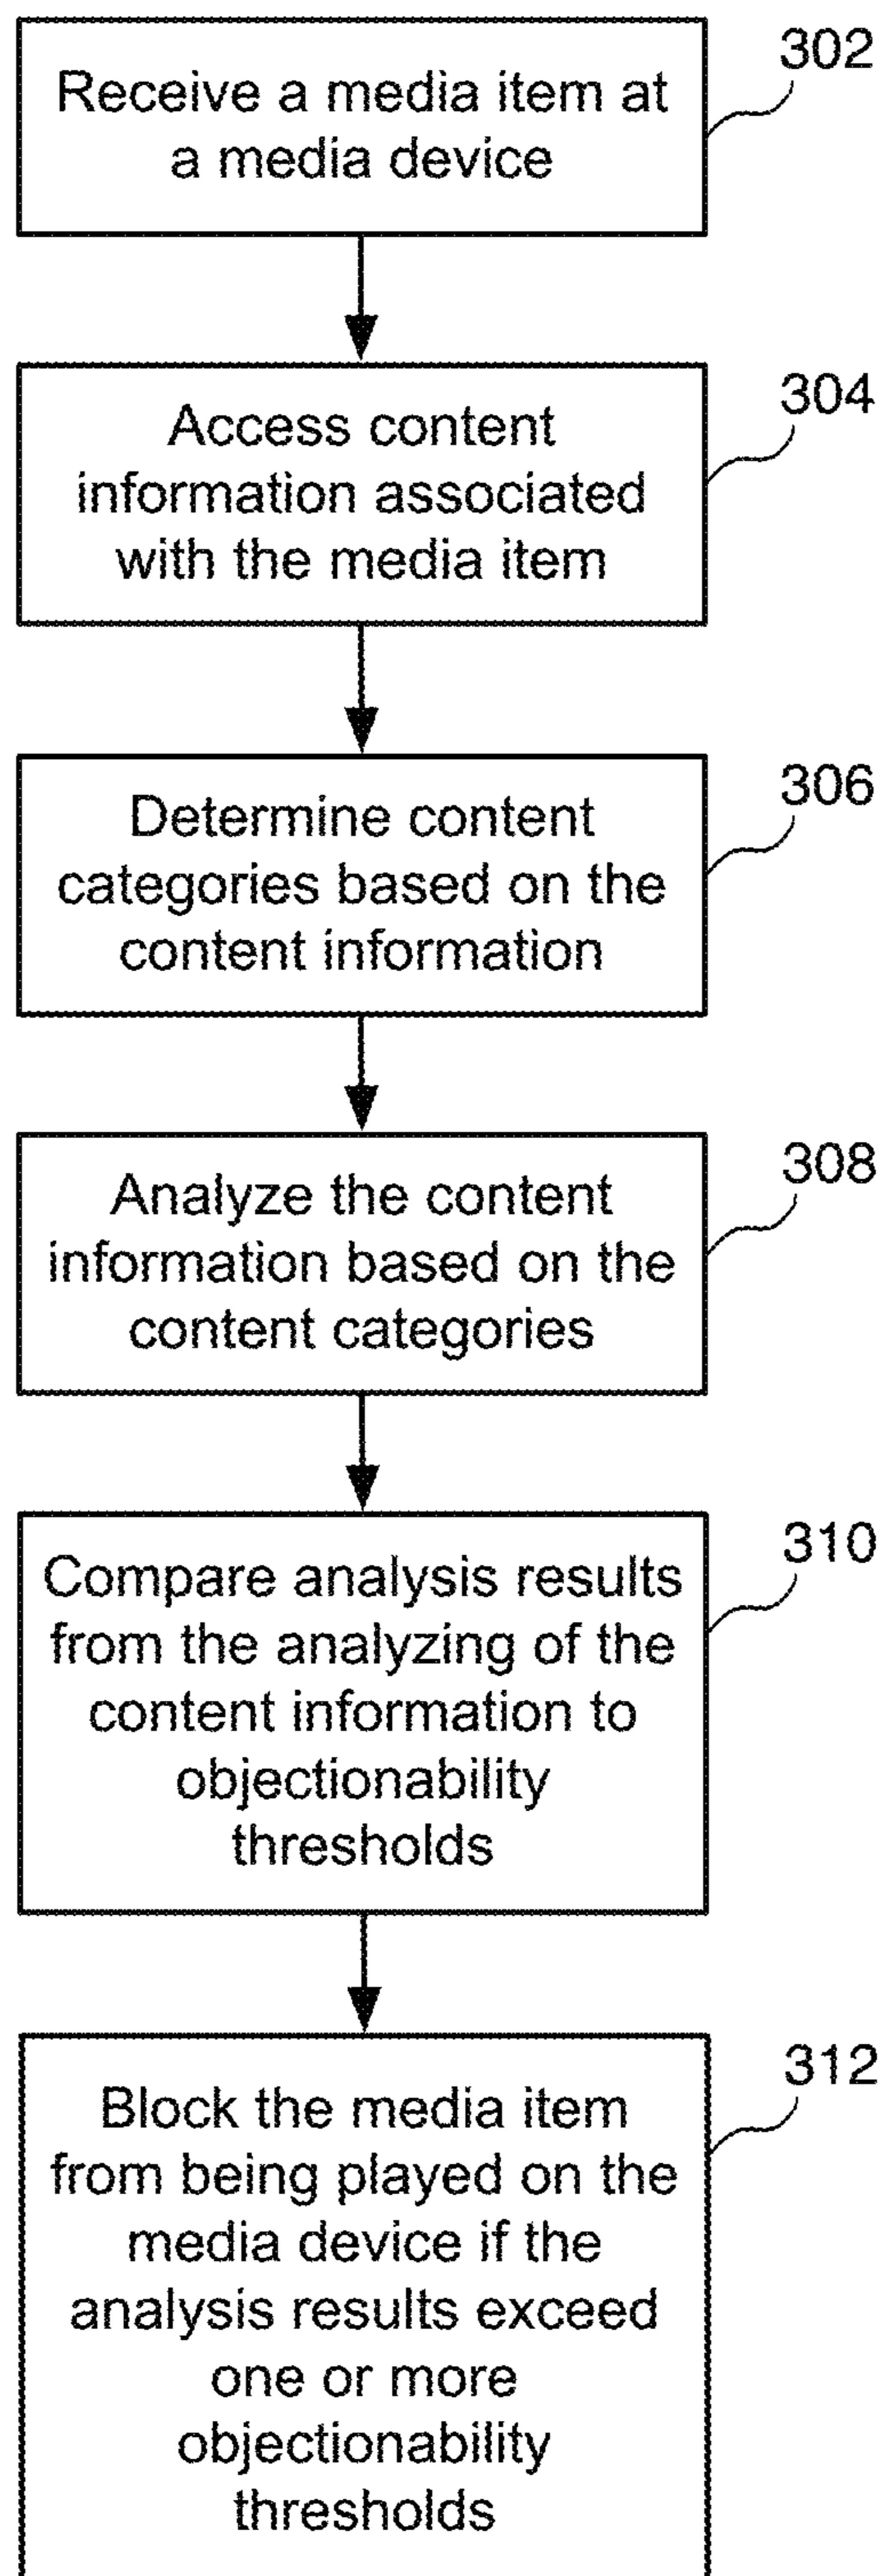 302
Receive a media item at
a media device
304
Access content
information associated
with the media item
306
Determine content
categories based on the
content information
308
Analyze the content
information based on the
content categories
310
Compare analysis results
from the analyzing of the
content information to
objectionability
thresholds
312
Block the media item
from being played on the
media device if the
analysis results exceed
one or more
objectionability
thresholds